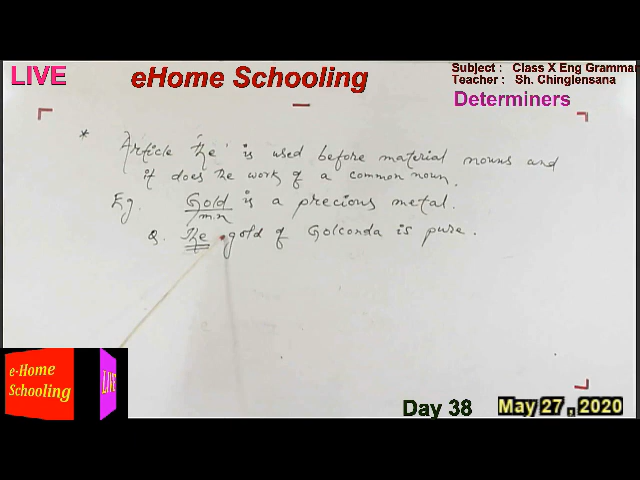 LIVE
eHome Schooling
Subject : Class X Eng Grammar
Teacher : Sh. Chinglensana
Determiners
* Article 'the' is used before material nouns and
it does the work of a common noun.
Eg. Gold is a precious metal.
m.n
2. The gold of Golconda is pure.
e-Home
Schooling
LIVE
Day 38
May 27 , 2020